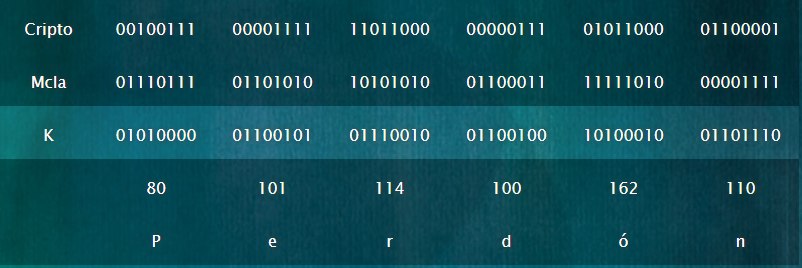 Cripto 00100111 00001111 11011000 00000111 01011000 01100001
Mcla 01110111 01101010 10101010 01100011 11111010 00001111
K 01010000 01100101 01110010 01100100 10100010 01101110
80 101 114 100 162 110
P e r d ó n